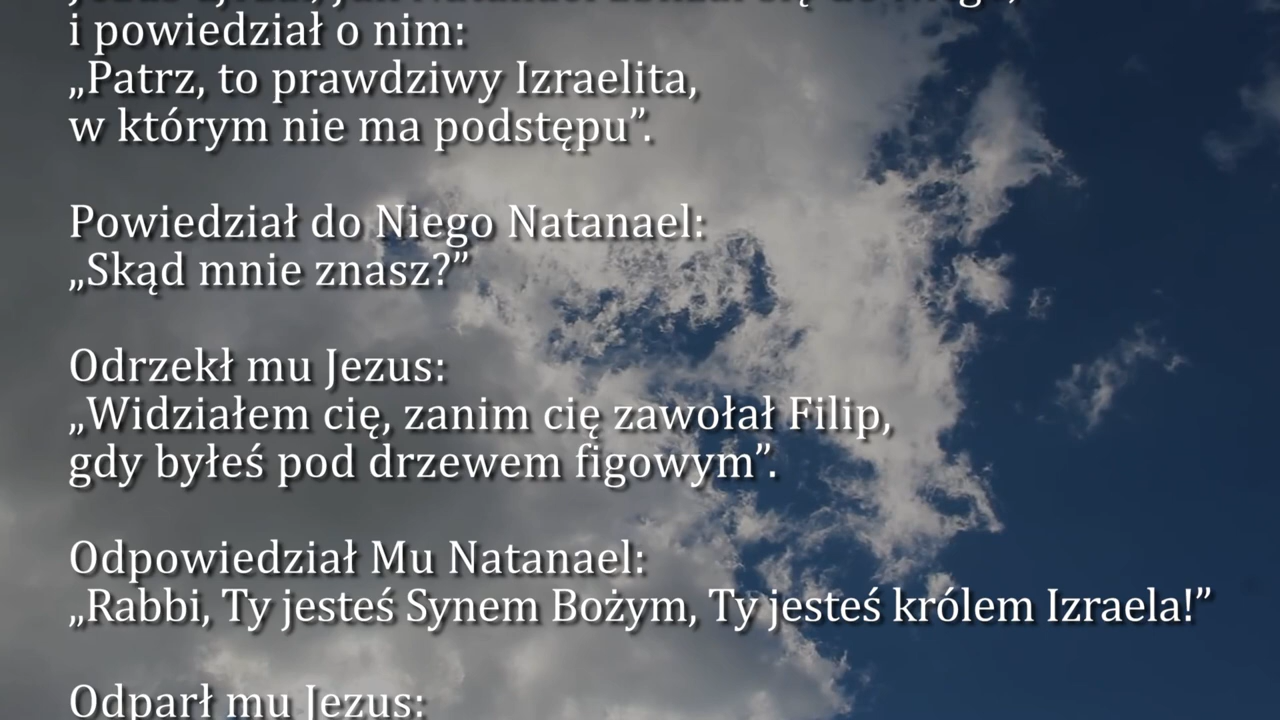 i powiedział o nim:
„Patrz, to prawdziwy Izraelita,
w którym nie ma podstępu”.
Powiedział do Niego Natanael:
„Skąd mnie znasz?”
Odrzekł mu Jezus:
„Widziałem cię, zanim cię zawołał Filip,
gdy byłeś pod drzewem figowym”.
Odpowiedział Mu Natanael:
„Rabbi, Ty jesteś Synem Bożym, Ty jesteś królem Izraela!”
Odparł mu Jezus: